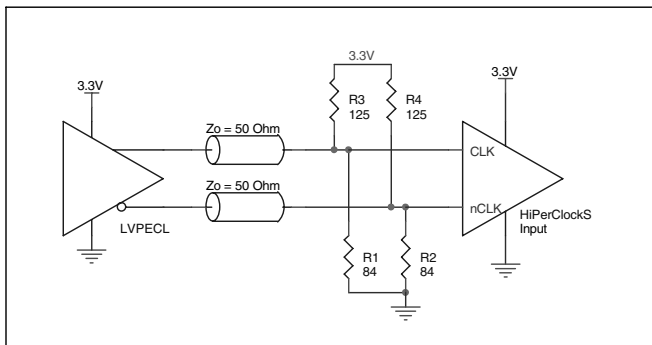 3.3V
3.3V
3.3V
R3
125
R4
125
Zo = 50 Ohm
CLK
Zo = 50 Ohm
nCLK
HiPerClockS
Input
LVPECL
R1
84
R2
84